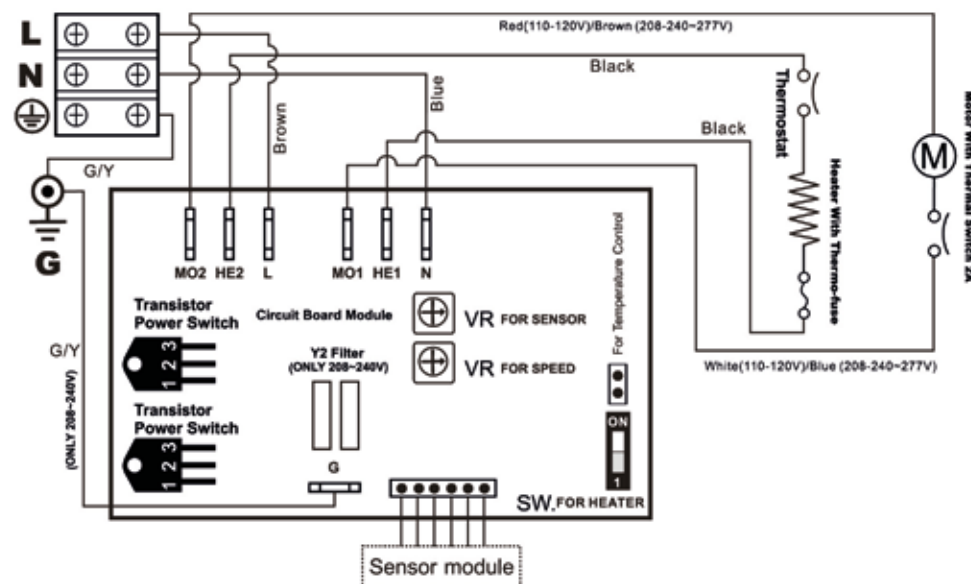 L
N
G
G/Y
Brown
Blue
Red(110-120V)/Brown (208-240~277V)
Black
Black
Thermostat
Heater With Thermo-fuse
M
Motor With Thermal Switch 2A
White(110-120V)/Blue (208-240~277V)
G/Y
(ONLY 208~240V)
MO2
HE2
L
MO1
HE1
N
Transistor
Power Switch
1 2 3
Transistor
Power Switch
1 2 3
Circuit Board Module
Y2 Filter
(ONLY 208~240V)
G
VR FOR SENSOR
VR FOR SPEED
For Temperature Control
ON
1
SW.FOR HEATER
Sensor module